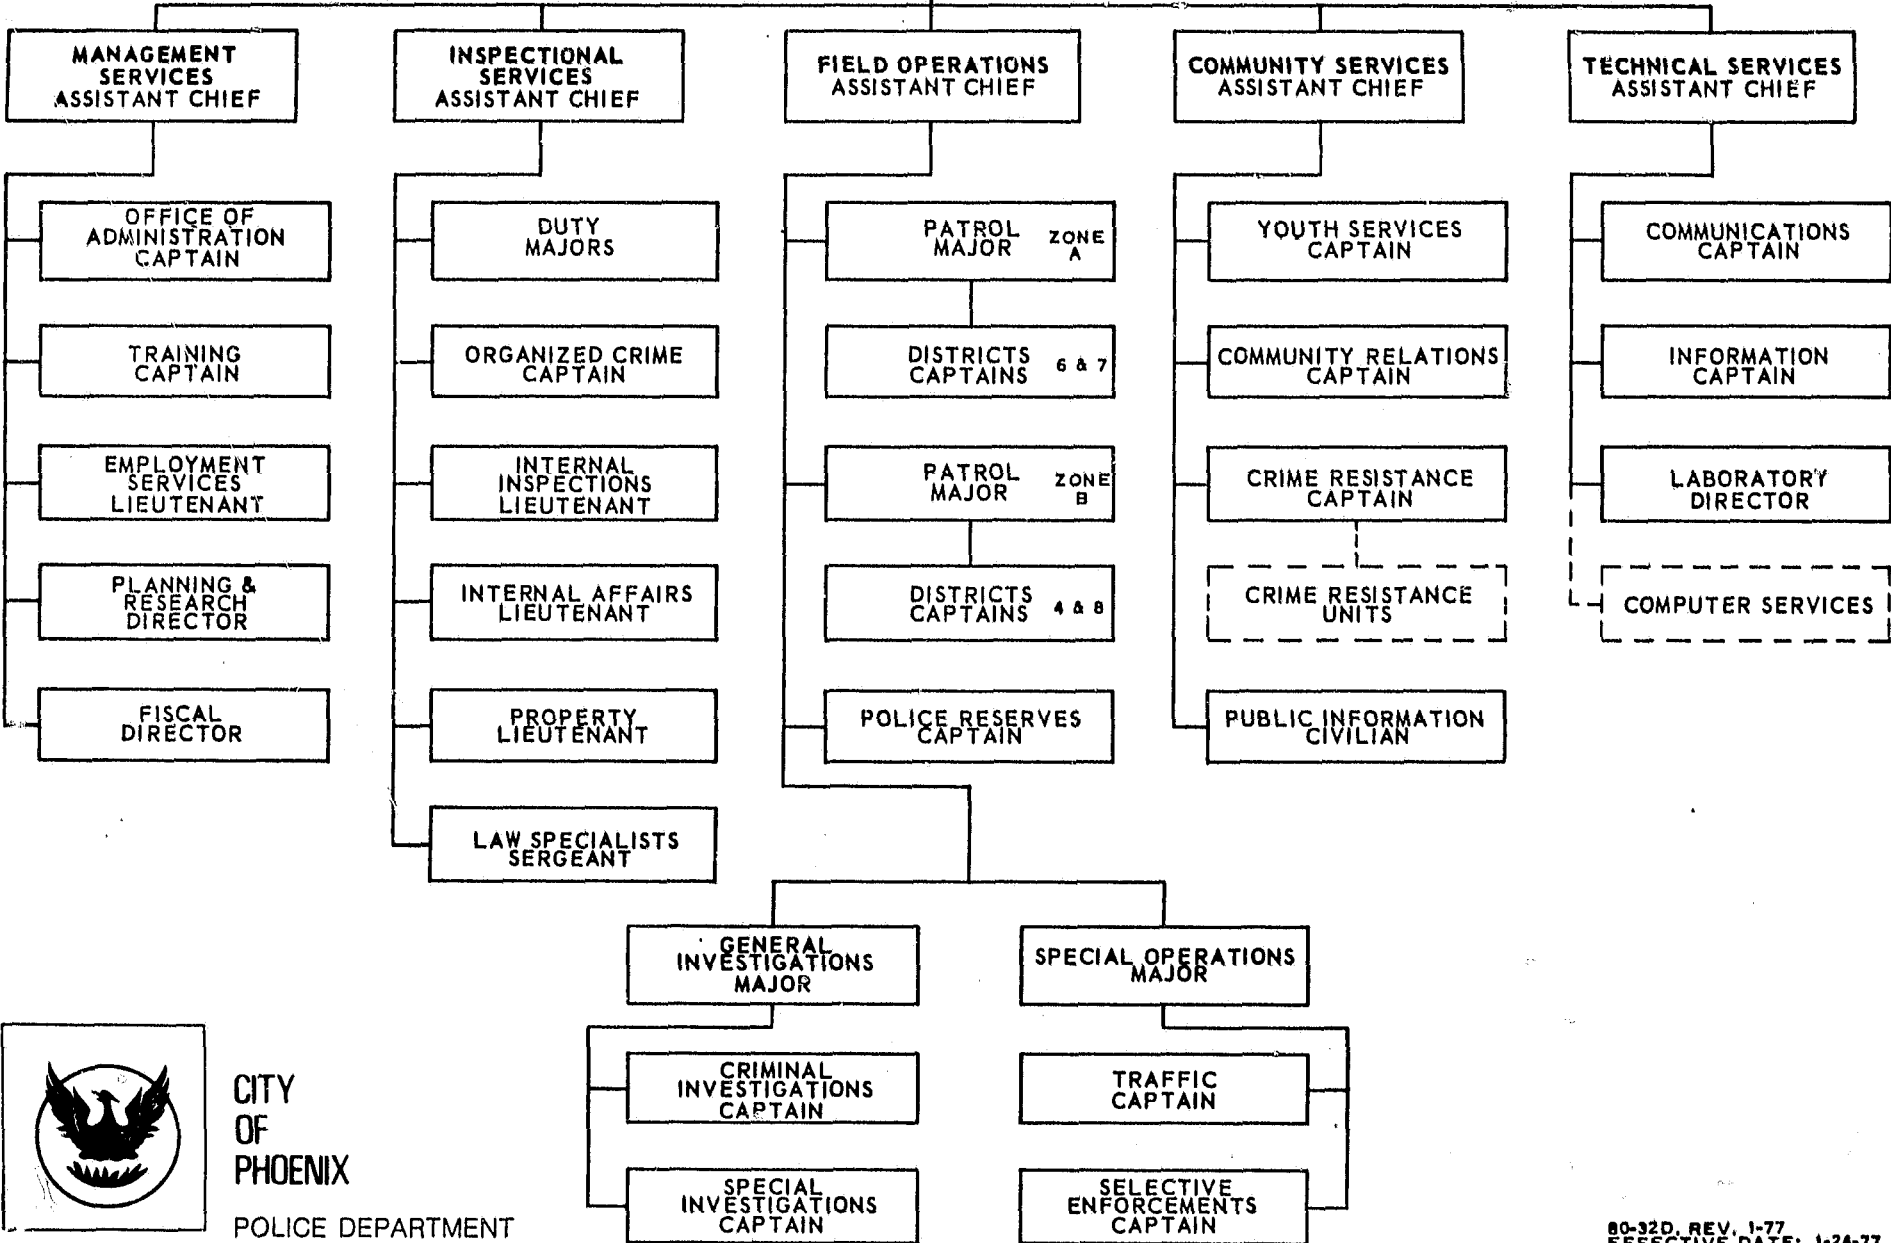 MANAGEMENT
SERVICES
ASSISTANT CHIEF
INSPECTIONAL
SERVICES
ASSISTANT CHIEF
FIELD OPERATIONS
ASSISTANT CHIEF
COMMUNITY SERVICES
ASSISTANT CHIEF
TECHNICAL SERVICES
ASSISTANT CHIEF
OFFICE OF
ADMINISTRATION
CAPTAIN
TRAINING
CAPTAIN
EMPLOYMENT
SERVICES
LIEUTENANT
PLANNING &
RESEARCH
DIRECTOR
FISCAL
DIRECTOR
DUTY
MAJORS
ORGANIZED CRIME
CAPTAIN
INTERNAL
INSPECTIONS
LIEUTENANT
INTERNAL AFFAIRS
LIEUTENANT
PROPERTY
LIEUTENANT
LAW SPECIALISTS
SERGEANT
PATROL
MAJOR
ZONE
A
DISTRICTS
CAPTAINS
6 & 7
PATROL
MAJOR
ZONE
B
DISTRICTS
CAPTAINS
4 & 8
POLICE RESERVES
CAPTAIN
YOUTH SERVICES
CAPTAIN
COMMUNITY RELATIONS
CAPTAIN
CRIME RESISTANCE
CAPTAIN
CRIME RESISTANCE
UNITS
PUBLIC INFORMATION
CIVILIAN
COMMUNICATIONS
CAPTAIN
INFORMATION
CAPTAIN
LABORATORY
DIRECTOR
COMPUTER SERVICES
GENERAL
INVESTIGATIONS
MAJOR
SPECIAL OPERATIONS
MAJOR
CRIMINAL
INVESTIGATIONS
CAPTAIN
TRAFFIC
CAPTAIN
SPECIAL
INVESTIGATIONS
CAPTAIN
SELECTIVE
ENFORCEMENTS
CAPTAIN
CITY
OF
PHOENIX
POLICE DEPARTMENT
80-32D, REV. 1-77
EFFECTIVE DATE: 1-24-77